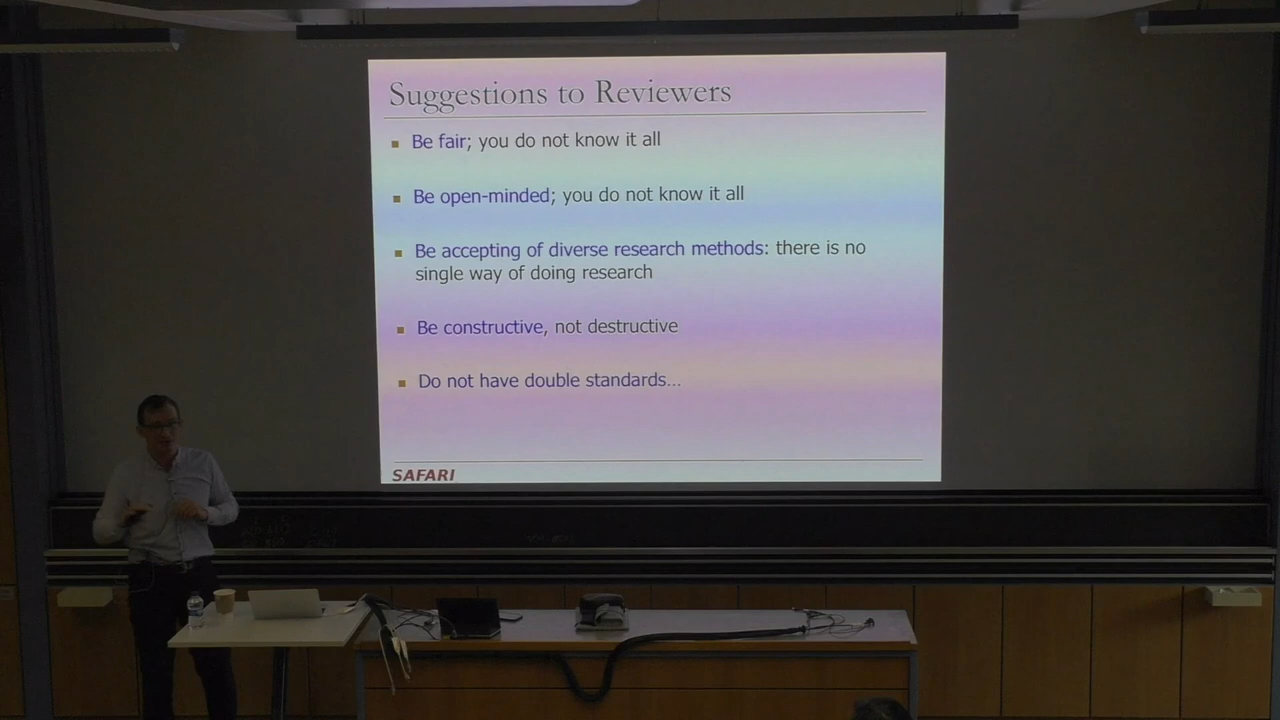 Suggestions to Reviewers
▪ Be fair; you do not know it all
▪ Be open-minded; you do not know it all
▪ Be accepting of diverse research methods: there is no
single way of doing research
▪ Be constructive, not destructive
▪ Do not have double standards...
SAFARI